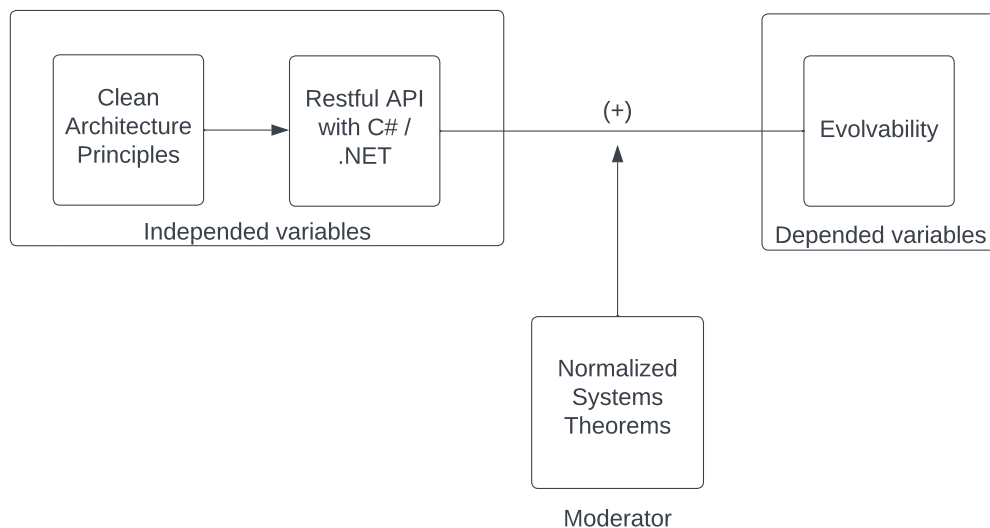 Clean
Architecture
Principles
Restful API
with C# /
.NET
Independed variables
(+)
Evolvability
Depended variables
Normalized
Systems
Theorems
Moderator